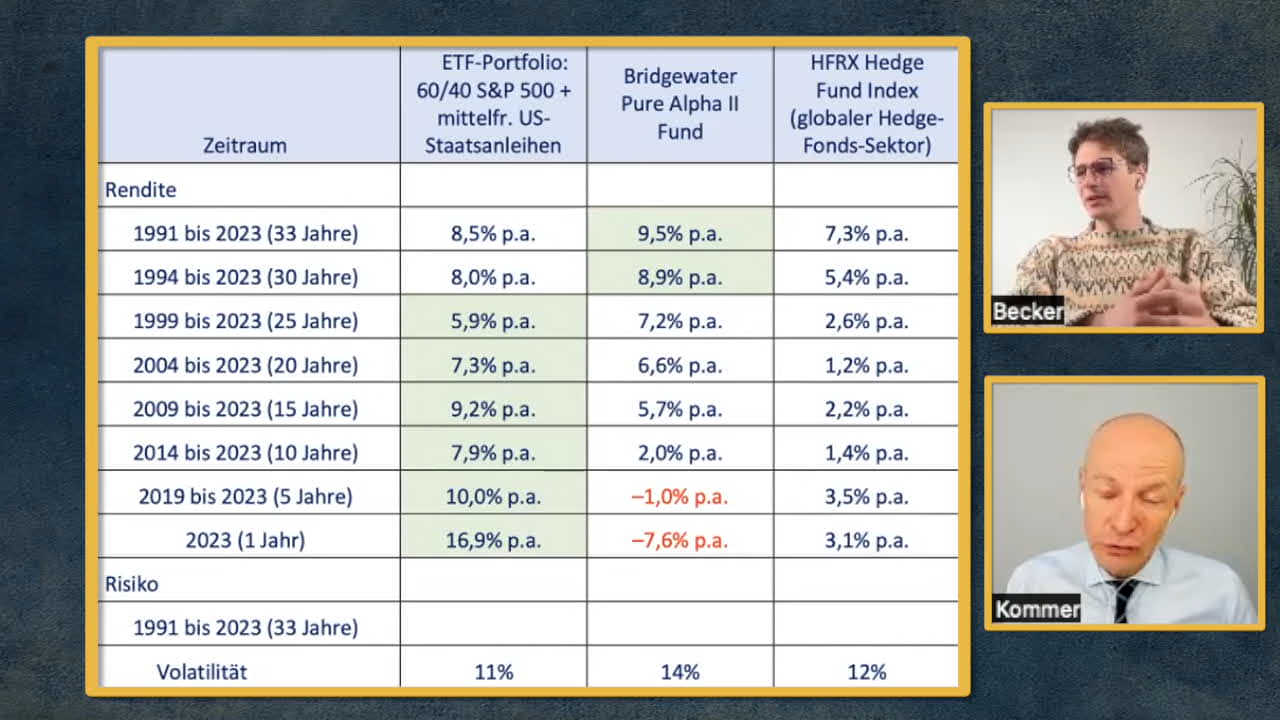 Zeitraum
ETF-Portfolio:
60/40 S&P 500 +
mittelfr. US-
Staatsanleihen
Bridgewater
Pure Alpha II
Fund
HFRX Hedge
Fund Index
(globaler Hedge-
Fonds-Sektor)
Rendite
1991 bis 2023 (33 Jahre) 8,5% p.a. 9,5% p.a. 7,3% p.a.
1994 bis 2023 (30 Jahre) 8,0% p.a. 8,9% p.a. 5,4% p.a.
1999 bis 2023 (25 Jahre) 5,9% p.a. 7,2% p.a. 2,6% p.a.
2004 bis 2023 (20 Jahre) 7,3% p.a. 6,6% p.a. 1,2% p.a.
2009 bis 2023 (15 Jahre) 9,2% p.a. 5,7% p.a. 2,2% p.a.
2014 bis 2023 (10 Jahre) 7,9% p.a. 2,0% p.a. 1,4% p.a.
2019 bis 2023 (5 Jahre) 10,0% p.a. –1,0% p.a. 3,5% p.a.
2023 (1 Jahr) 16,9% p.a. –7,6% p.a. 3,1% p.a.
Risiko
1991 bis 2023 (33 Jahre)
Volatilität 11% 14% 12%
Becker
Kommer